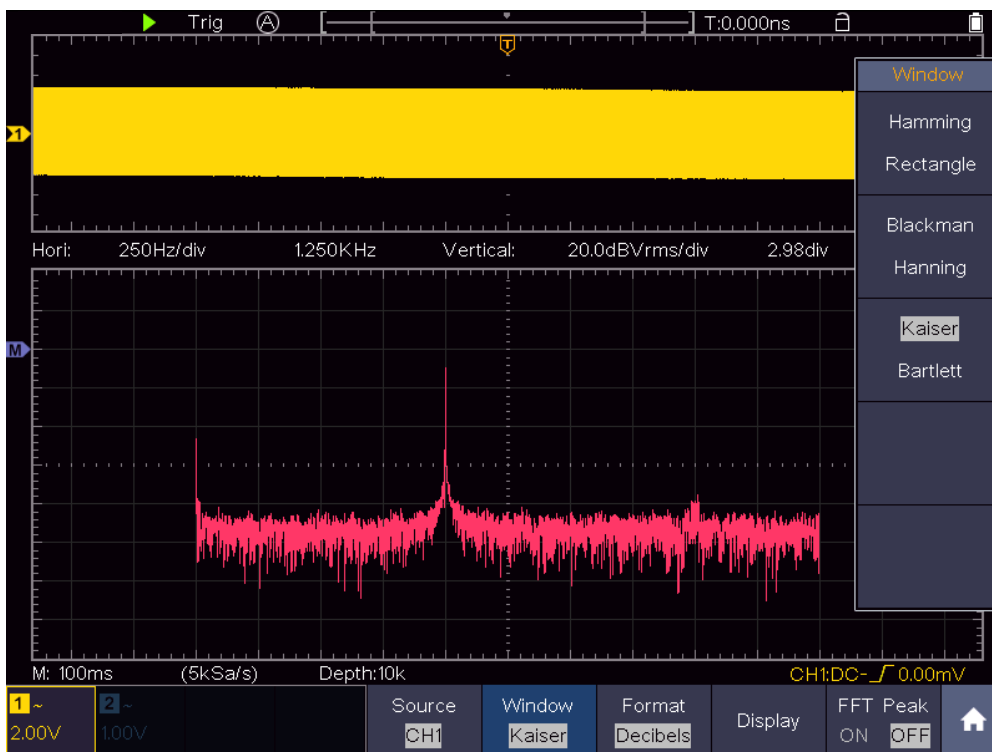 Trig A T:0.000ns
T
Window
1
Hamming
Rectangle
Blackman
Hori: 250Hz/div 1.250KHz Vertical: 20.0dBVrms/div 2.98div
Hanning
Kaiser
M
Bartlett
M: 100ms (5kSa/s) Depth:10k CH1:DC- 0.00mV
1 ~ 2 ~ Source Window Format Display FFT Peak
2.00V 1.00V CH1 Kaiser Decibels ON OFF